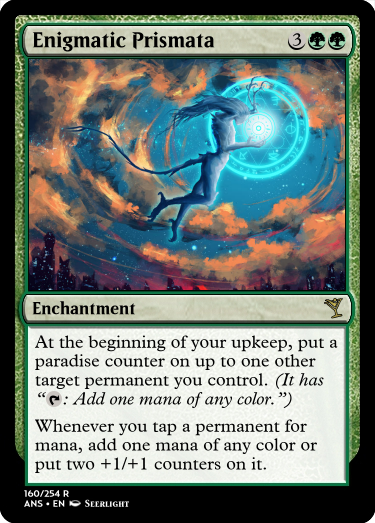 Enigmatic Prismata 3
Enchantment
At the beginning of your upkeep, put a
paradise counter on up to one other
target permanent you control. (It has
“: Add one mana of any color.”)
Whenever you tap a permanent for
mana, add one mana of any color or
put two +1/+1 counters on it.
160/254 R
ANS • EN Seerlight